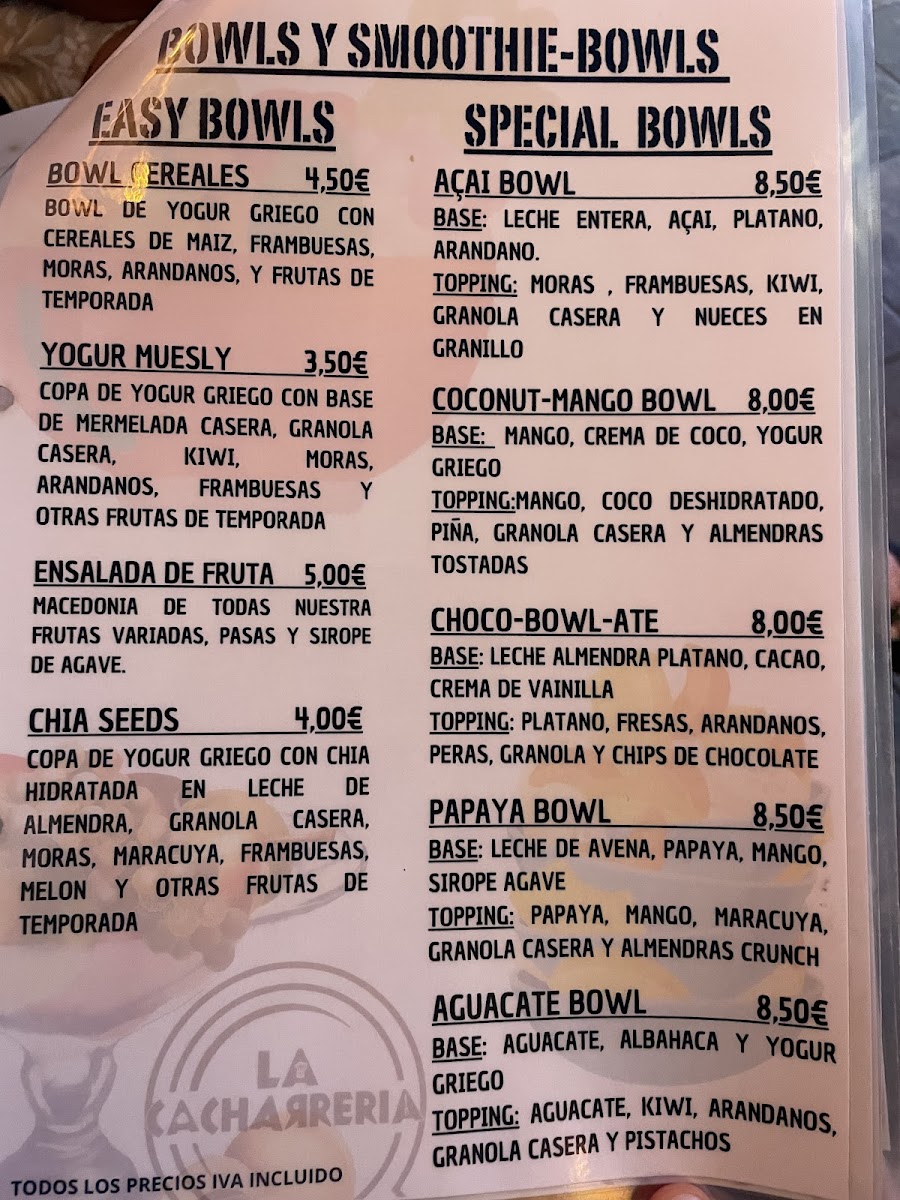 BOWLS Y SMOOTHIE-BOWLS
EASY BOWLS
BOWL CEREALES 4,50€
BOWL DE YOGUR GRIEGO CON
CEREALES DE MAIZ, FRAMBUESAS,
MORAS, ARANDANOS, Y FRUTAS DE
TEMPORADA
YOGUR MUESLY 3,50€
COPA DE YOGUR GRIEGO CON BASE
DE MERMELADA CASERA, GRANOLA
CASERA, KIWI, MORAS,
ARANDANOS, FRAMBUESAS Y
OTRAS FRUTAS DE TEMPORADA
ENSALADA DE FRUTA 5,00€
MACEDONIA DE TODAS NUESTRA
FRUTAS VARIADAS, PASAS Y SIROPE
DE AGAVE.
CHIA SEEDS 4,00€
COPA DE YOGUR GRIEGO CON CHIA
HIDRATADA EN LECHE DE
ALMENDRA, GRANOLA CASERA,
MORAS, MARACUYA, FRAMBUESAS,
MELON Y OTRAS FRUTAS DE
TEMPORADA
LA
CACHARRERIA
TODOS LOS PRECIOS IVA INCLUIDO
SPECIAL BOWLS
AÇAI BOWL 8,50€
BASE: LECHE ENTERA, AÇAI, PLATANO,
ARANDANO.
TOPPING: MORAS , FRAMBUESAS, KIWI,
GRANOLA CASERA Y NUECES EN
GRANILLO
COCONUT-MANGO BOWL 8,00€
BASE: MANGO, CREMA DE COCO, YOGUR
GRIEGO
TOPPING:MANGO, COCO DESHIDRATADO,
PIÑA, GRANOLA CASERA Y ALMENDRAS
TOSTADAS
CHOCO-BOWL-ATE 8,00€
BASE: LECHE ALMENDRA PLATANO, CACAO,
CREMA DE VAINILLA
TOPPING: PLATANO, FRESAS, ARANDANOS,
PERAS, GRANOLA Y CHIPS DE CHOCOLATE
PAPAYA BOWL 8,50€
BASE: LECHE DE AVENA, PAPAYA, MANGO,
SIROPE AGAVE
TOPPING: PAPAYA, MANGO, MARACUYA,
GRANOLA CASERA Y ALMENDRAS CRUNCH
AGUACATE BOWL 8,50€
BASE: AGUACATE, ALBAHACA Y YOGUR
GRIEGO
TOPPING: AGUACATE, KIWI, ARANDANOS,
GRANOLA CASERA Y PISTACHOS